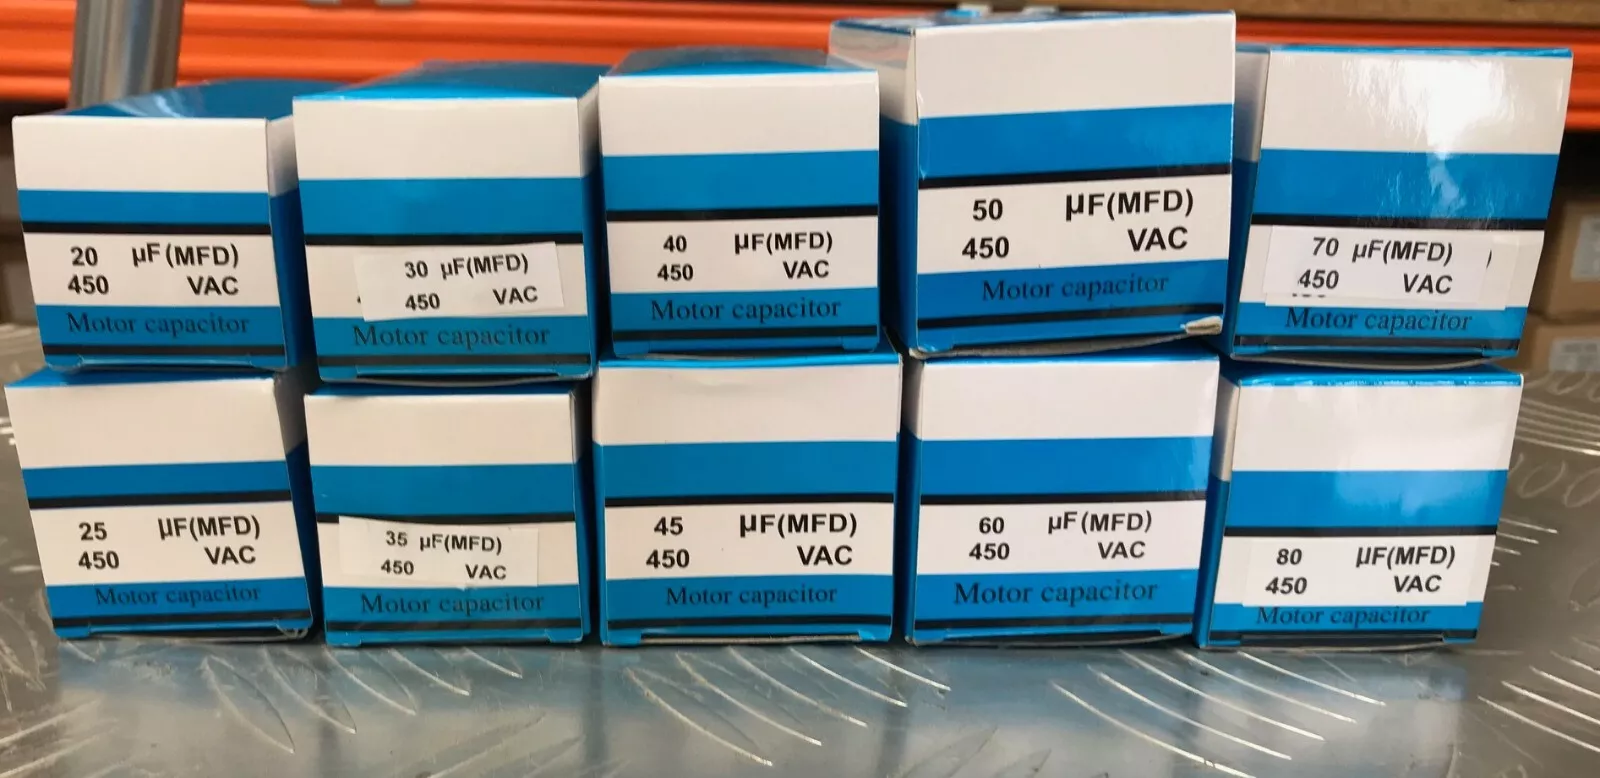 20 µF(MFD)
450 VAC
Motor capacitor
30 µF(MFD)
450 VAC
Motor capacitor
40 µF(MFD)
450 VAC
Motor capacitor
50 µF(MFD)
450 VAC
Motor capacitor
70 µF(MFD)
450 VAC
Motor capacitor
25 µF(MFD)
450 VAC
Motor capacitor
35 µF(MFD)
450 VAC
Motor capacitor
45 µF(MFD)
450 VAC
Motor capacitor
60 µF(MFD)
450 VAC
Motor capacitor
80 µF(MFD)
450 VAC
Motor capacitor